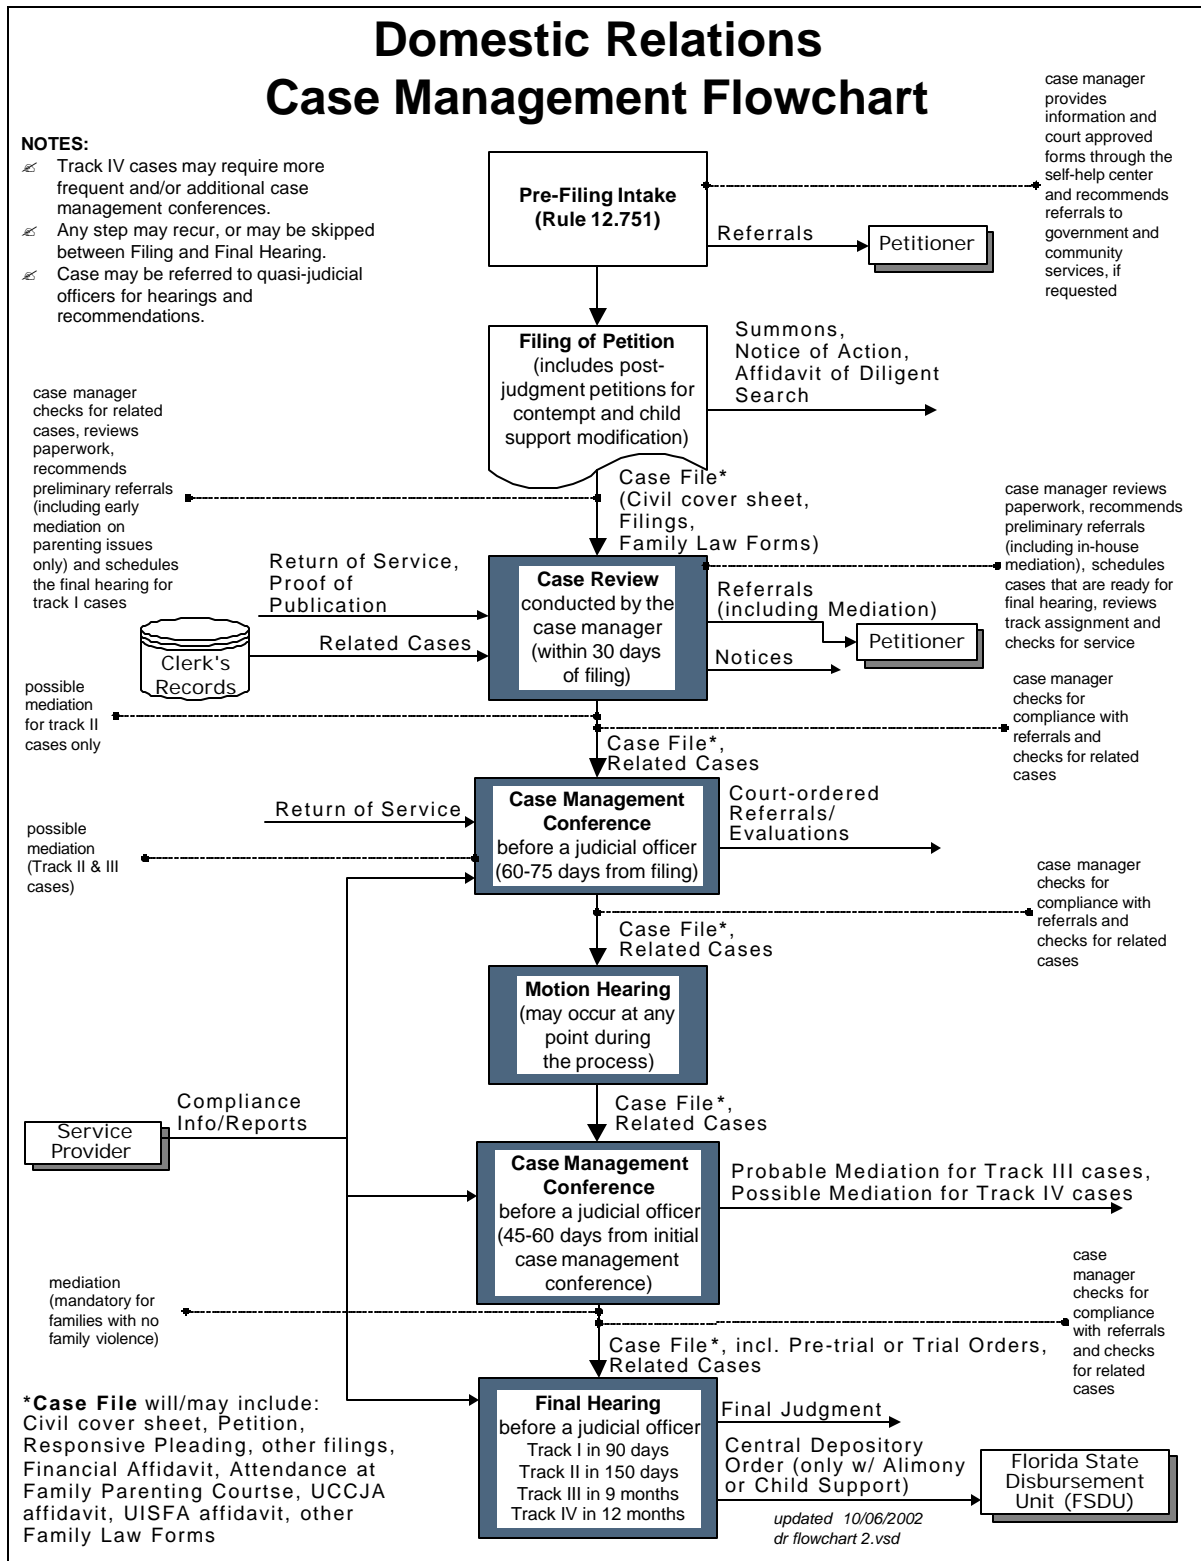 Domestic Relations
Case Management Flowchart
NOTES:
Track IV cases may require more
frequent and/or additional case
management conferences.
Any step may recur, or may be skipped
between Filing and Final Hearing.
Case may be referred to quasi-judicial
officers for hearings and
recommendations.
case manager
provides
information and
court approved
forms through the
self-help center
and recommends
referrals to
government and
community
services, if
requested
Pre-Filing Intake
(Rule 12.751)
Referrals
Petitioner
Filing of Petition
(includes post-
judgment petitions for
contempt and child
support modification)
Summons,
Notice of Action,
Affidavit of Diligent
Search
case manager
checks for related
cases, reviews
paperwork,
recommends
preliminary referrals
(including early
mediation on
parenting issues
only) and schedules
the final hearing for
track I cases
Case File*
(Civil cover sheet,
Filings,
Family Law Forms)
case manager reviews
paperwork, recommends
preliminary referrals
(including in-house
mediation), schedules
cases that are ready for
final hearing, reviews
track assignment and
checks for service
Return of Service,
Proof of
Publication
Related Cases
Clerk's
Records
Case Review
conducted by the
case manager
(within 30 days
of filing)
Referrals
(including Mediation)
Petitioner
Notices
possible
mediation
for track II
cases only
case manager
checks for
compliance with
referrals and
checks for related
cases
Case File*,
Related Cases
Return of Service
Case Management
Conference
before a judicial officer
(60-75 days from filing)
Court-ordered
Referrals/
Evaluations
possible
mediation
(Track II & III
cases)
case manager
checks for
compliance with
referrals and
checks for related
cases
Case File*,
Related Cases
Motion Hearing
(may occur at any
point during
the process)
Case File*,
Related Cases
Service
Provider
Compliance
Info/Reports
Case Management
Conference
before a judicial officer
(45-60 days from initial
case management
conference)
Probable Mediation for Track III cases,
Possible Mediation for Track IV cases
mediation
(mandatory for
families with no
family violence)
case
manager
checks for
compliance
with referrals
and checks
for related
cases
Case File*, incl. Pre-trial or Trial Orders,
Related Cases
Final Hearing
before a judicial officer
Track I in 90 days
Track II in 150 days
Track III in 9 months
Track IV in 12 months
Final Judgment
Central Depository
Order (only w/ Alimony
or Child Support)
Florida State
Disbursement
Unit (FSDU)
*Case File will/may include:
Civil cover sheet, Petition,
Responsive Pleading, other filings,
Financial Affidavit, Attendance at
Family Parenting Courtse, UCCJA
affidavit, UISFA affidavit, other
Family Law Forms
updated 10/06/2002
dr flowchart 2.vsd